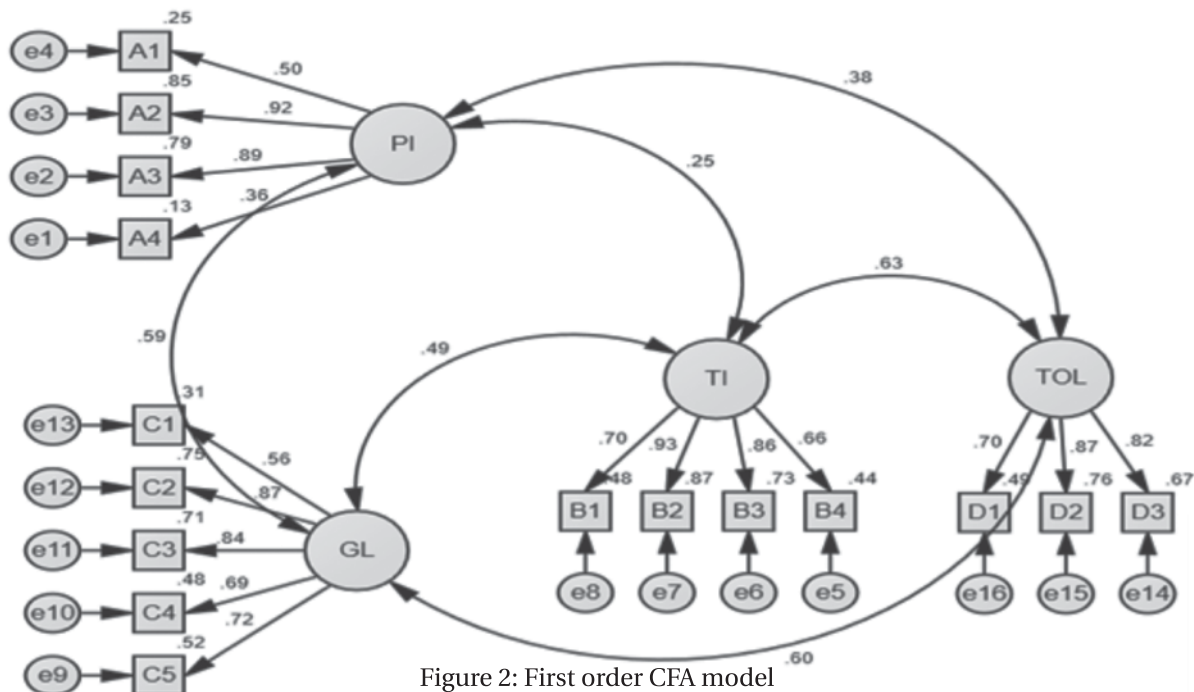 .25
e4 A1
.50
.85
e3 A2
.92
PI
.79
e2 A3
.89
.13
e1 A4
.36
.38
.25
.63
.59
.49
TI
TOL
.31
e13 C1
.56
.75
e12 C2
.87
.71
e11 C3
.84
GL
.48 .69
e10 C4
.72
.52
e9 C5
.70 .93 .86 .66
.48 .87 .73 .44
B1 B2 B3 B4
e8 e7 e6 e5
.70 .87 .82
.49 .76 .67
D1 D2 D3
e16 e15 e14
.60
Figure 2: First order CFA model